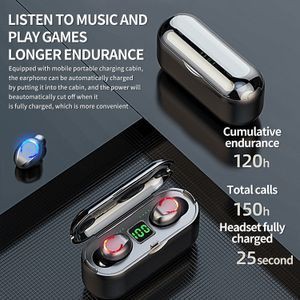 LISTEN TO MUSIC AND
PLAY GAMES
LONGER ENDURANCE
Equipped with mobile portable charging cabin,
the earphone can be automatically charged
by putting it into the cabin, and the power will
beautomatically cut off when it
is fully charged, which is more convenient
Cumulative
endurance
120h
Total calls
150h
Headset fully
charged
25second
100